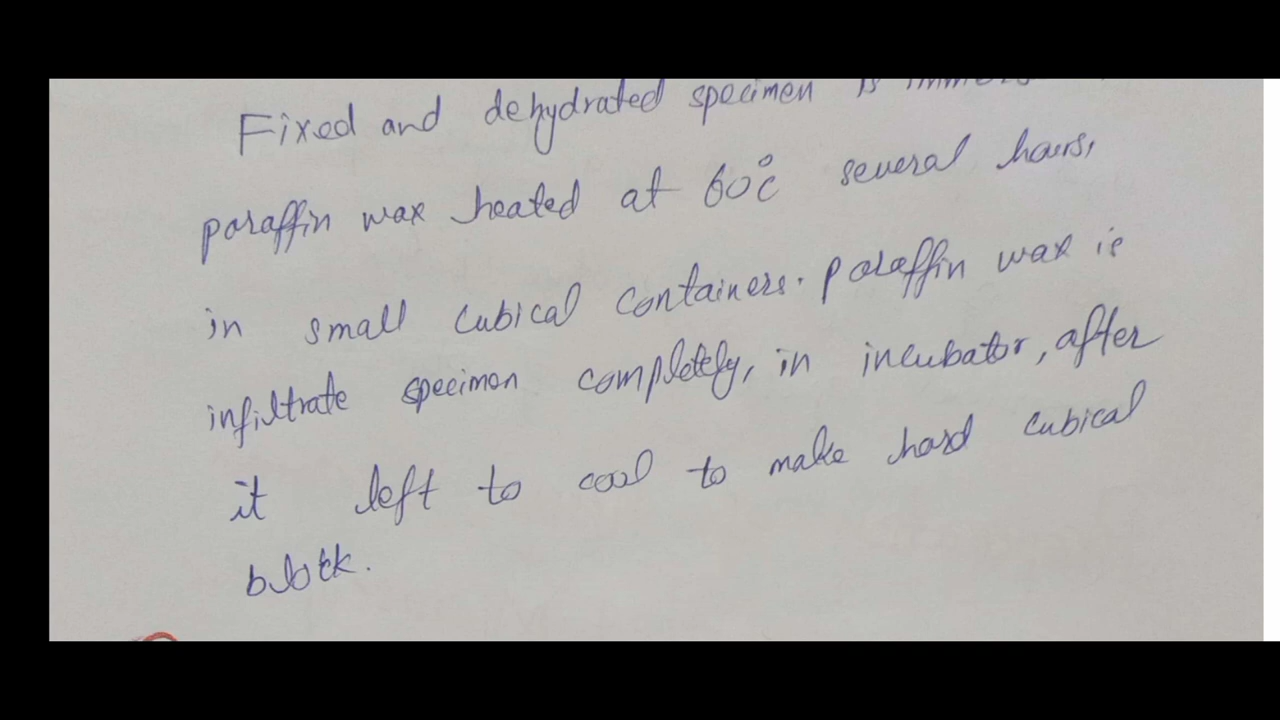 Fixed and dehydrated specimen is
paraffin wax heated at 60°c several hours,
in small cubical containers. paraffin wax is
infiltrate specimen completely, in incubator, after
it left to cool to make hard cubical
block.